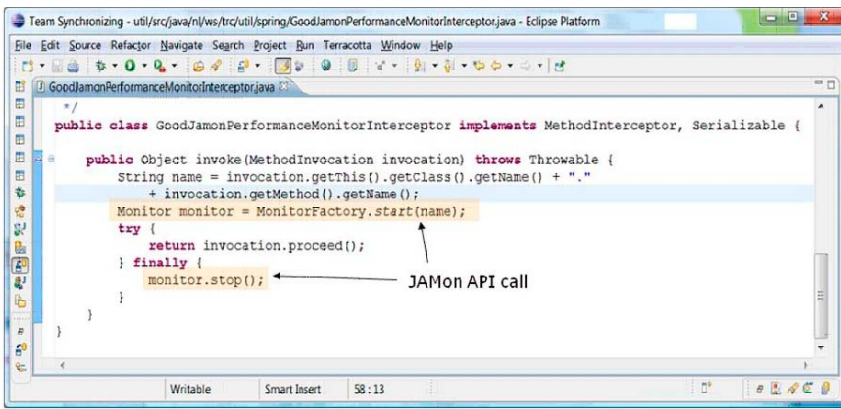 Team Synchronizing - util/src/java/nl/ws/trc/util/spring/GoodJamonPerformanceMonitorInterceptor.java - Eclipse Platform
File Edit Source Refactor Navigate Search Project Run Terracotta Window Help
GoodJamonPerformanceMonitorInterceptor.java
*/
public class GoodJamonPerformanceMonitorInterceptor implements MethodInterceptor, Serializable {
public Object invoke(MethodInvocation invocation) throws Throwable {
String name = invocation.getThis().getClass().getName() + "."
+ invocation.getMethod().getName();
Monitor monitor = MonitorFactory.start(name);
try {
return invocation.proceed();
} finally {
monitor.stop();
JAMon API call
}
}
}
Writable Smart Insert 58 : 13